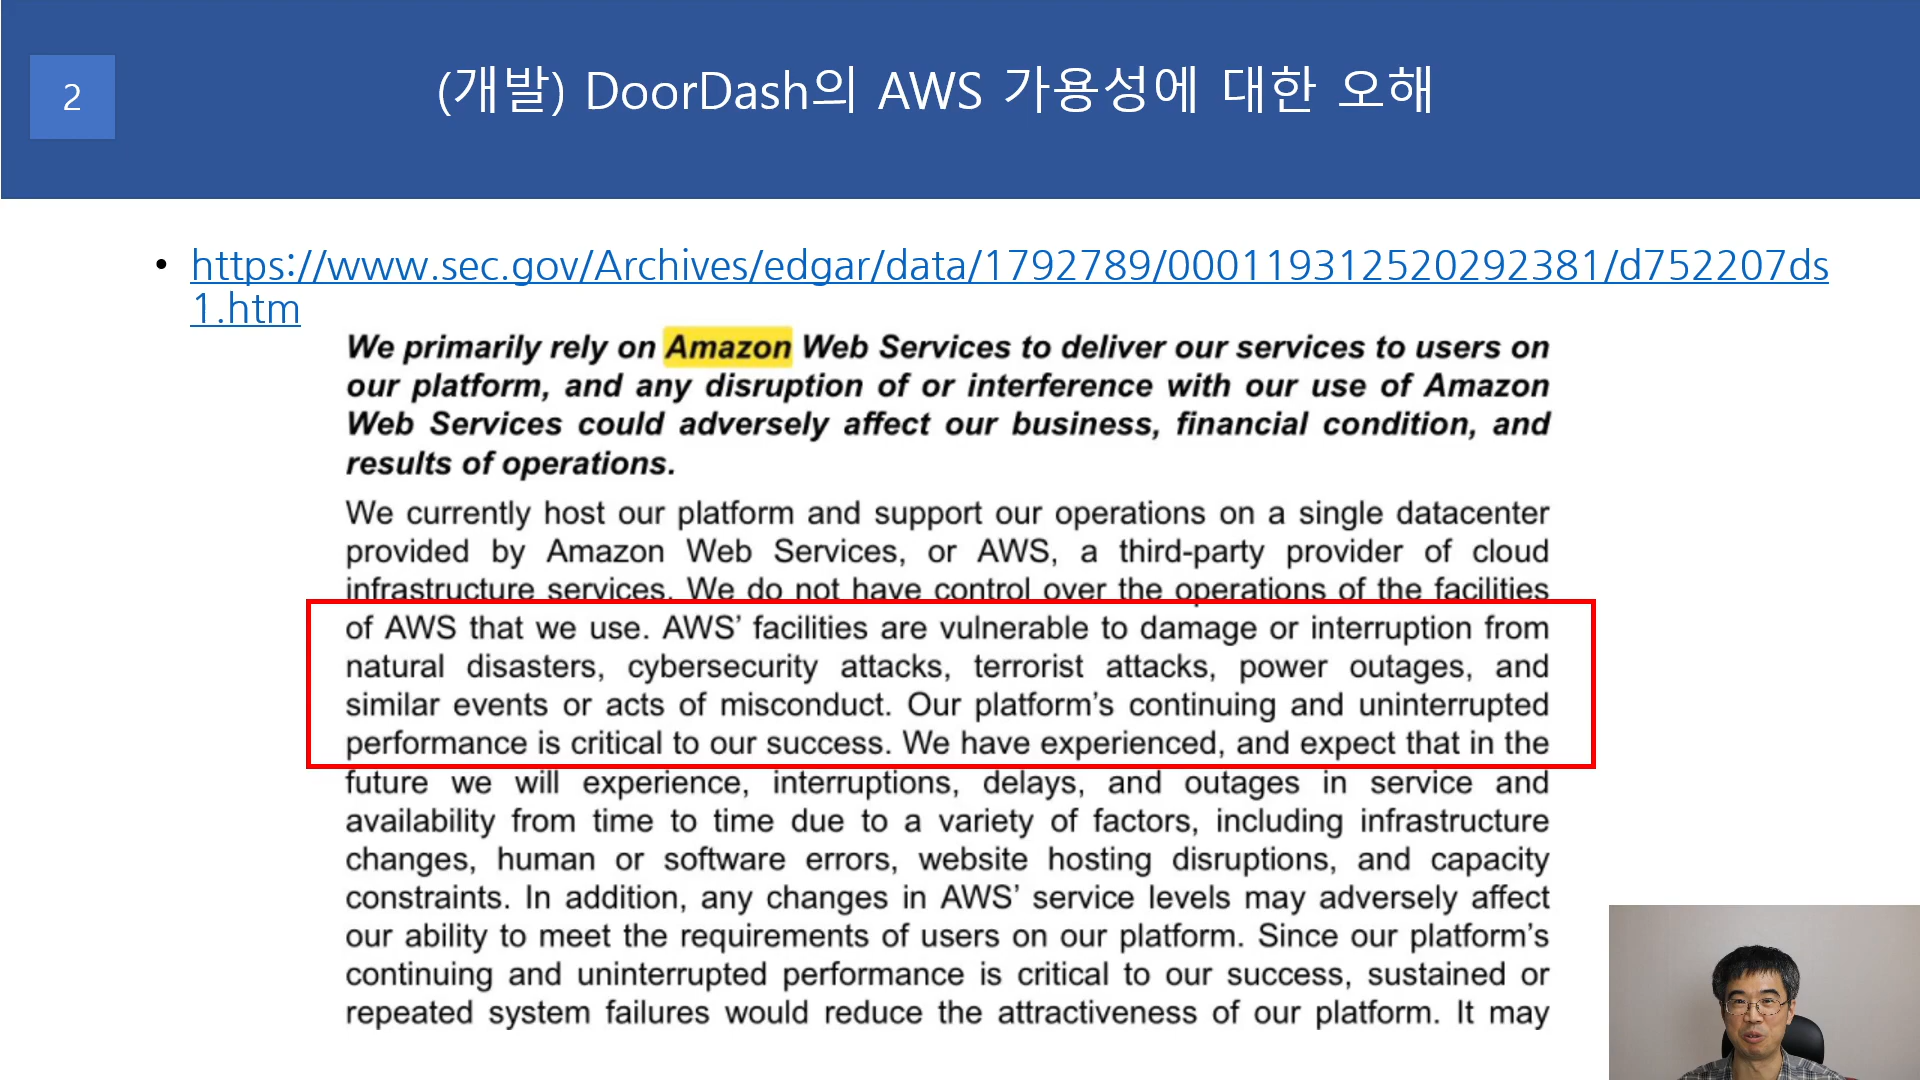 2
(개발) DoorDash의 AWS 가용성에 대한 오해
• https://www.sec.gov/Archives/edgar/data/1792789/000119312520292381/d752207ds
1.htm
We primarily rely on Amazon Web Services to deliver our services to users on
our platform, and any disruption of or interference with our use of Amazon
Web Services could adversely affect our business, financial condition, and
results of operations.
We currently host our platform and support our operations on a single datacenter
provided by Amazon Web Services, or AWS, a third-party provider of cloud
infrastructure services. We do not have control over the operations of the facilities
of AWS that we use. AWS’ facilities are vulnerable to damage or interruption from
natural disasters, cybersecurity attacks, terrorist attacks, power outages, and
similar events or acts of misconduct. Our platform’s continuing and uninterrupted
performance is critical to our success. We have experienced, and expect that in the
future we will experience, interruptions, delays, and outages in service and
availability from time to time due to a variety of factors, including infrastructure
changes, human or software errors, website hosting disruptions, and capacity
constraints. In addition, any changes in AWS’ service levels may adversely affect
our ability to meet the requirements of users on our platform. Since our platform’s
continuing and uninterrupted performance is critical to our success, sustained or
repeated system failures would reduce the attractiveness of our platform. It may